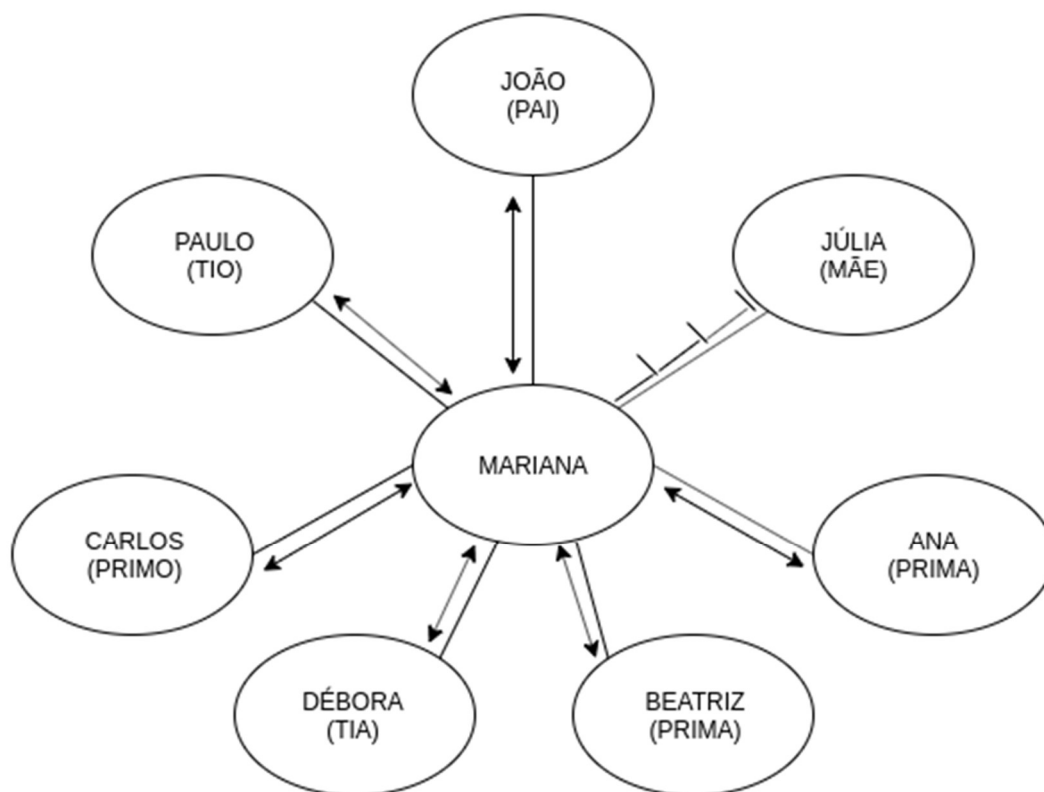 JOÃO
(PAI)
PAULO
(TIO)
JÚLIA
(MÃE)
MARIANA
CARLOS
(PRIMO)
ANA
(PRIMA)
DÉBORA
(TIA)
BEATRIZ
(PRIMA)